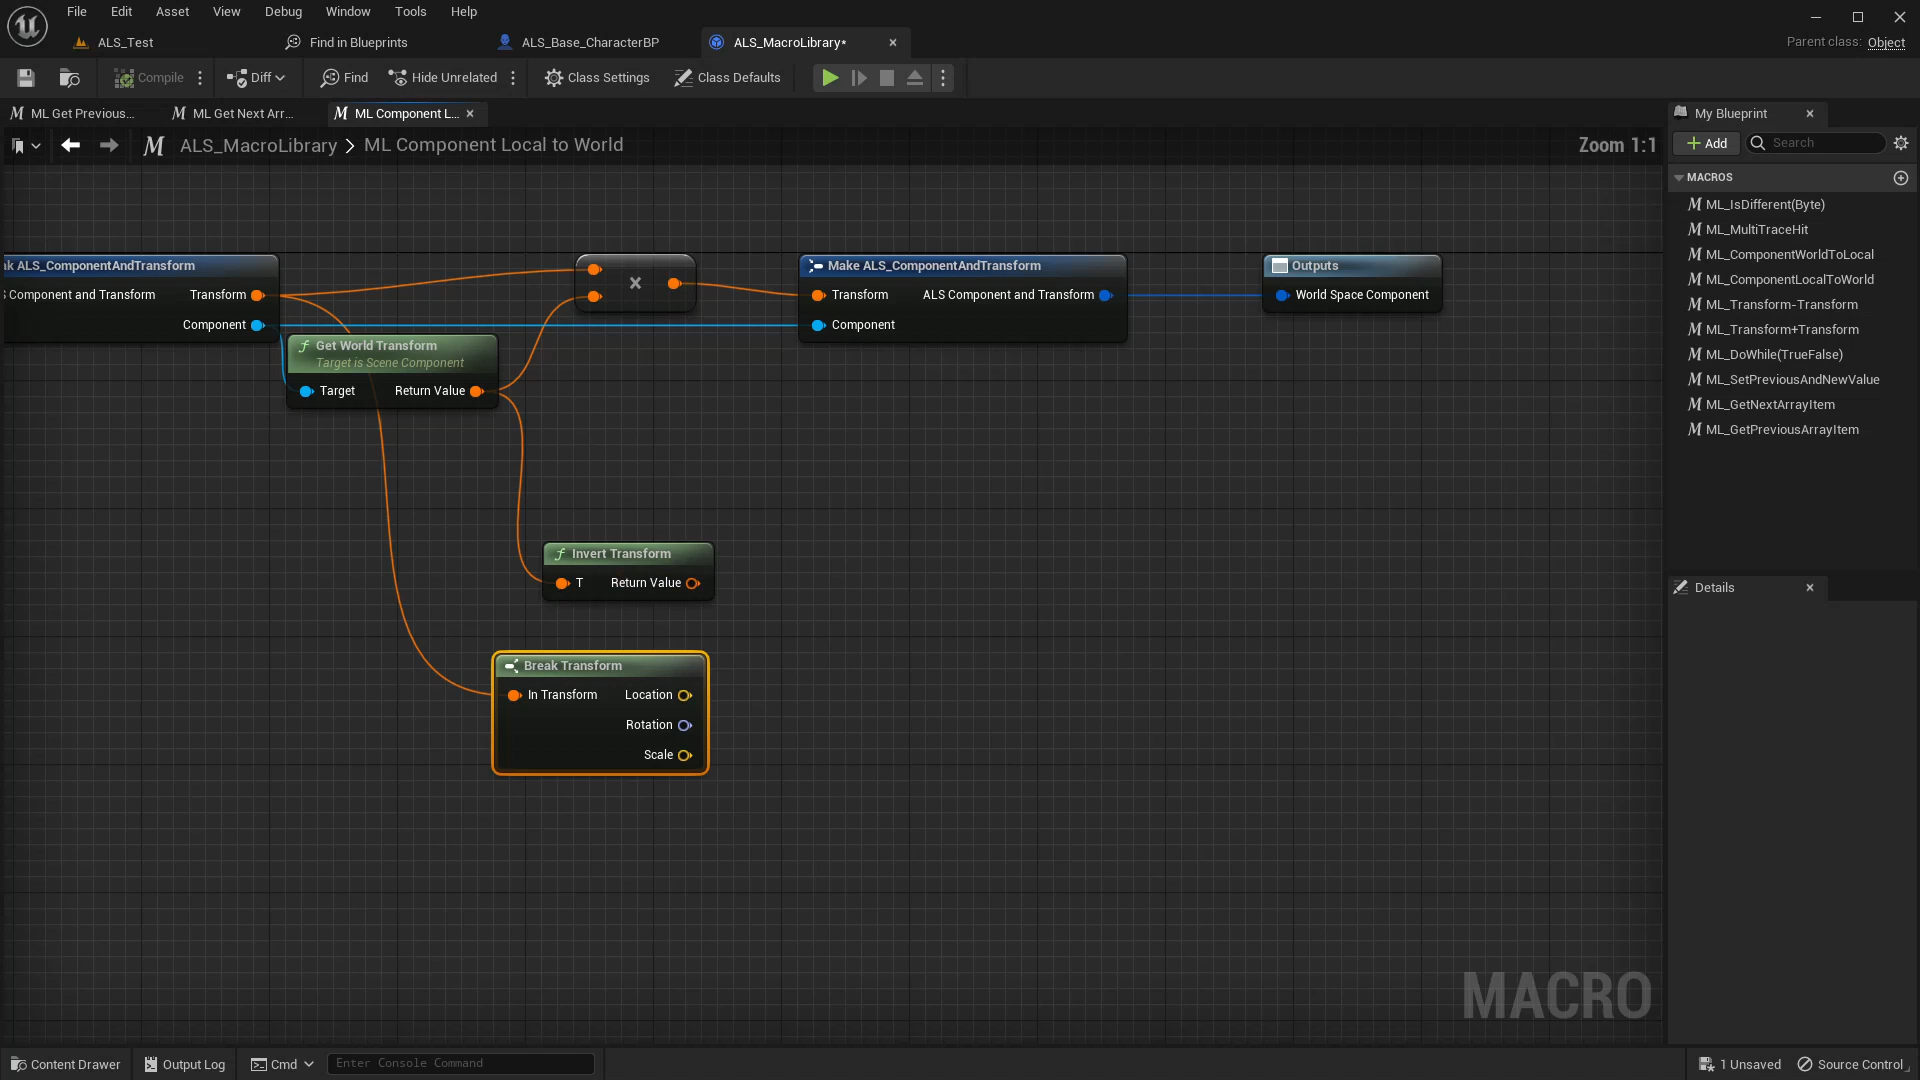 File Edit Asset View Debug Window Tools Help
ALS_Test Find in Blueprints ALS_Base_CharacterBP ALS_MacroLibrary*
Parent class: Object
Compile Diff Find Hide Unrelated Class Settings Class Defaults
ML Get Previous... ML Get Next Arr... ML Component L...
ALS_MacroLibrary > ML Component Local to World
Zoom 1:1
ak ALS_ComponentAndTransform
S Component and Transform Transform
Component
Get World Transform
Target is Scene Component
Target Return Value
×
Make ALS_ComponentAndTransform
Transform ALS Component and Transform
Component
Outputs
World Space Component
Invert Transform
T Return Value
Break Transform
In Transform Location
Rotation
Scale
MACRO
My Blueprint
+ Add Search
MACROS
ML_IsDifferent(Byte)
ML_MultiTraceHit
ML_ComponentWorldToLocal
ML_ComponentLocalToWorld
ML_Transform-Transform
ML_Transform+Transform
ML_DoWhile(TrueFalse)
ML_SetPreviousAndNewValue
ML_GetNextArrayItem
ML_GetPreviousArrayItem
Details
Content Drawer Output Log Cmd Enter Console Command
1 Unsaved Source Control